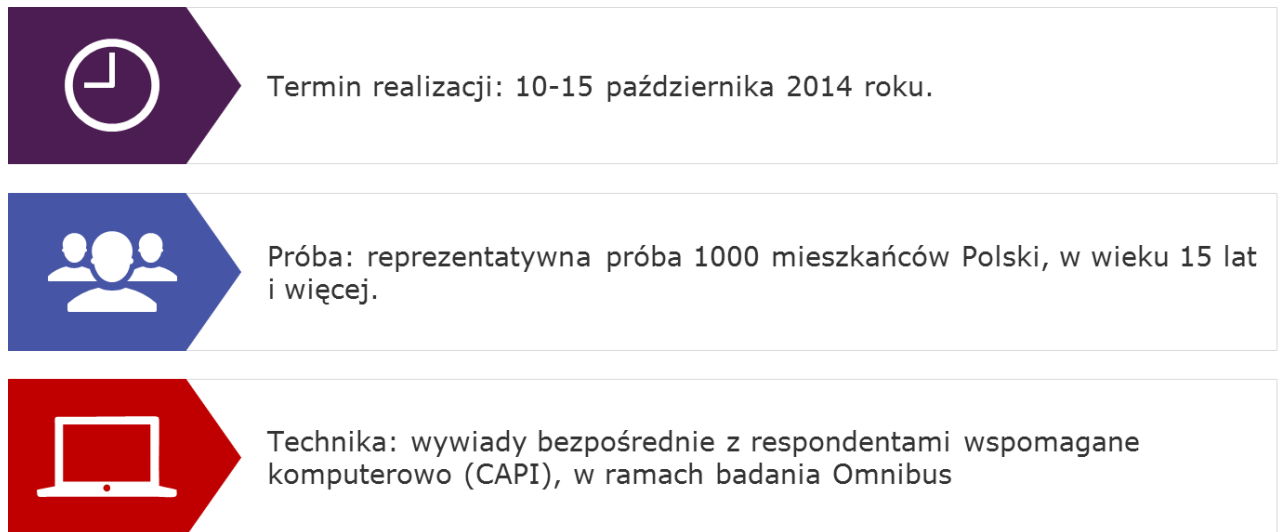 Termin realizacji: 10-15 października 2014 roku.
Próba: reprezentatywna próba 1000 mieszkańców Polski, w wieku 15 lat
i więcej.
Technika: wywiady bezpośrednie z respondentami wspomagane
komputerowo (CAPI), w ramach badania Omnibus